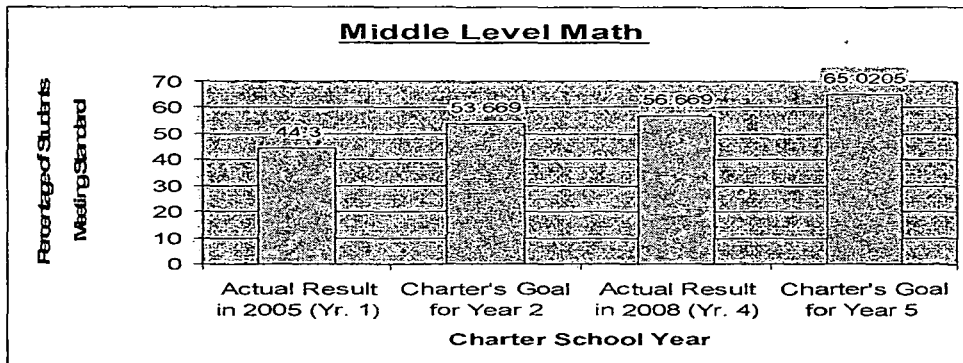 Middle Level Math
Percentage of Students
Meeting Standard
70
60
50
40
30
20
10
0
44.3
53.669
56.669
65.0205
Actual Result
in 2005 (Yr. 1)
Charter's Goal
for Year 2
Actual Result
in 2008 (Yr. 4)
Charter's Goal
for Year 5
Charter School Year